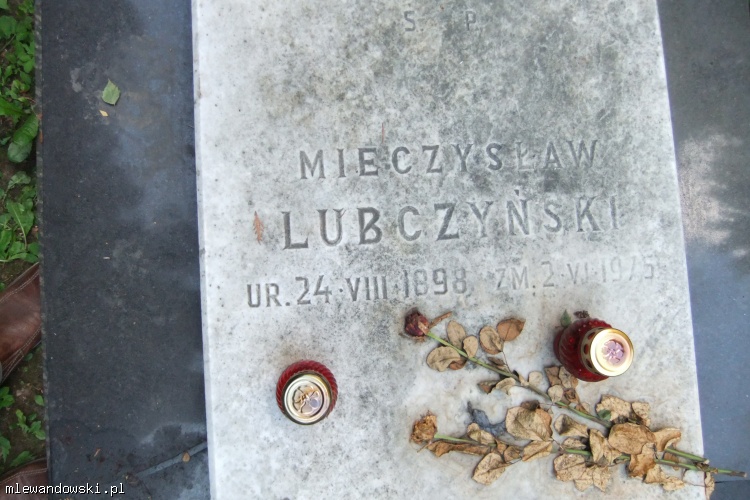 Ś P
MIECZYSŁAW
LUBCZYŃSKI
UR. 24·VIII·1898 ZM. 2·VI·1975
mlewandowski.pl